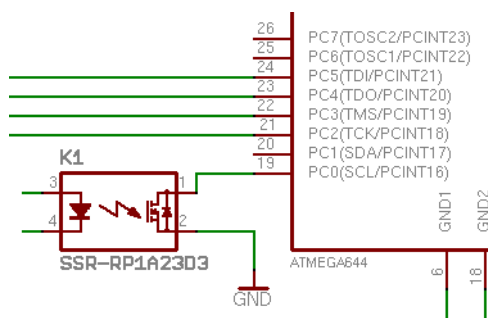 26
PC7(TOSC2/PCINT23)
25
PC6(TOSC1/PCINT22)
24
PC5(TDI/PCINT21)
23
PC4(TDO/PCINT20)
22
PC3(TMS/PCINT19)
21
PC2(TCK/PCINT18)
20
PC1(SDA/PCINT17)
19
PC0(SCL/PCINT16)
K1
3
1
4
2
SSR-RP1A23D3
GND
ATMEGA644
GND1
GND2
6
18